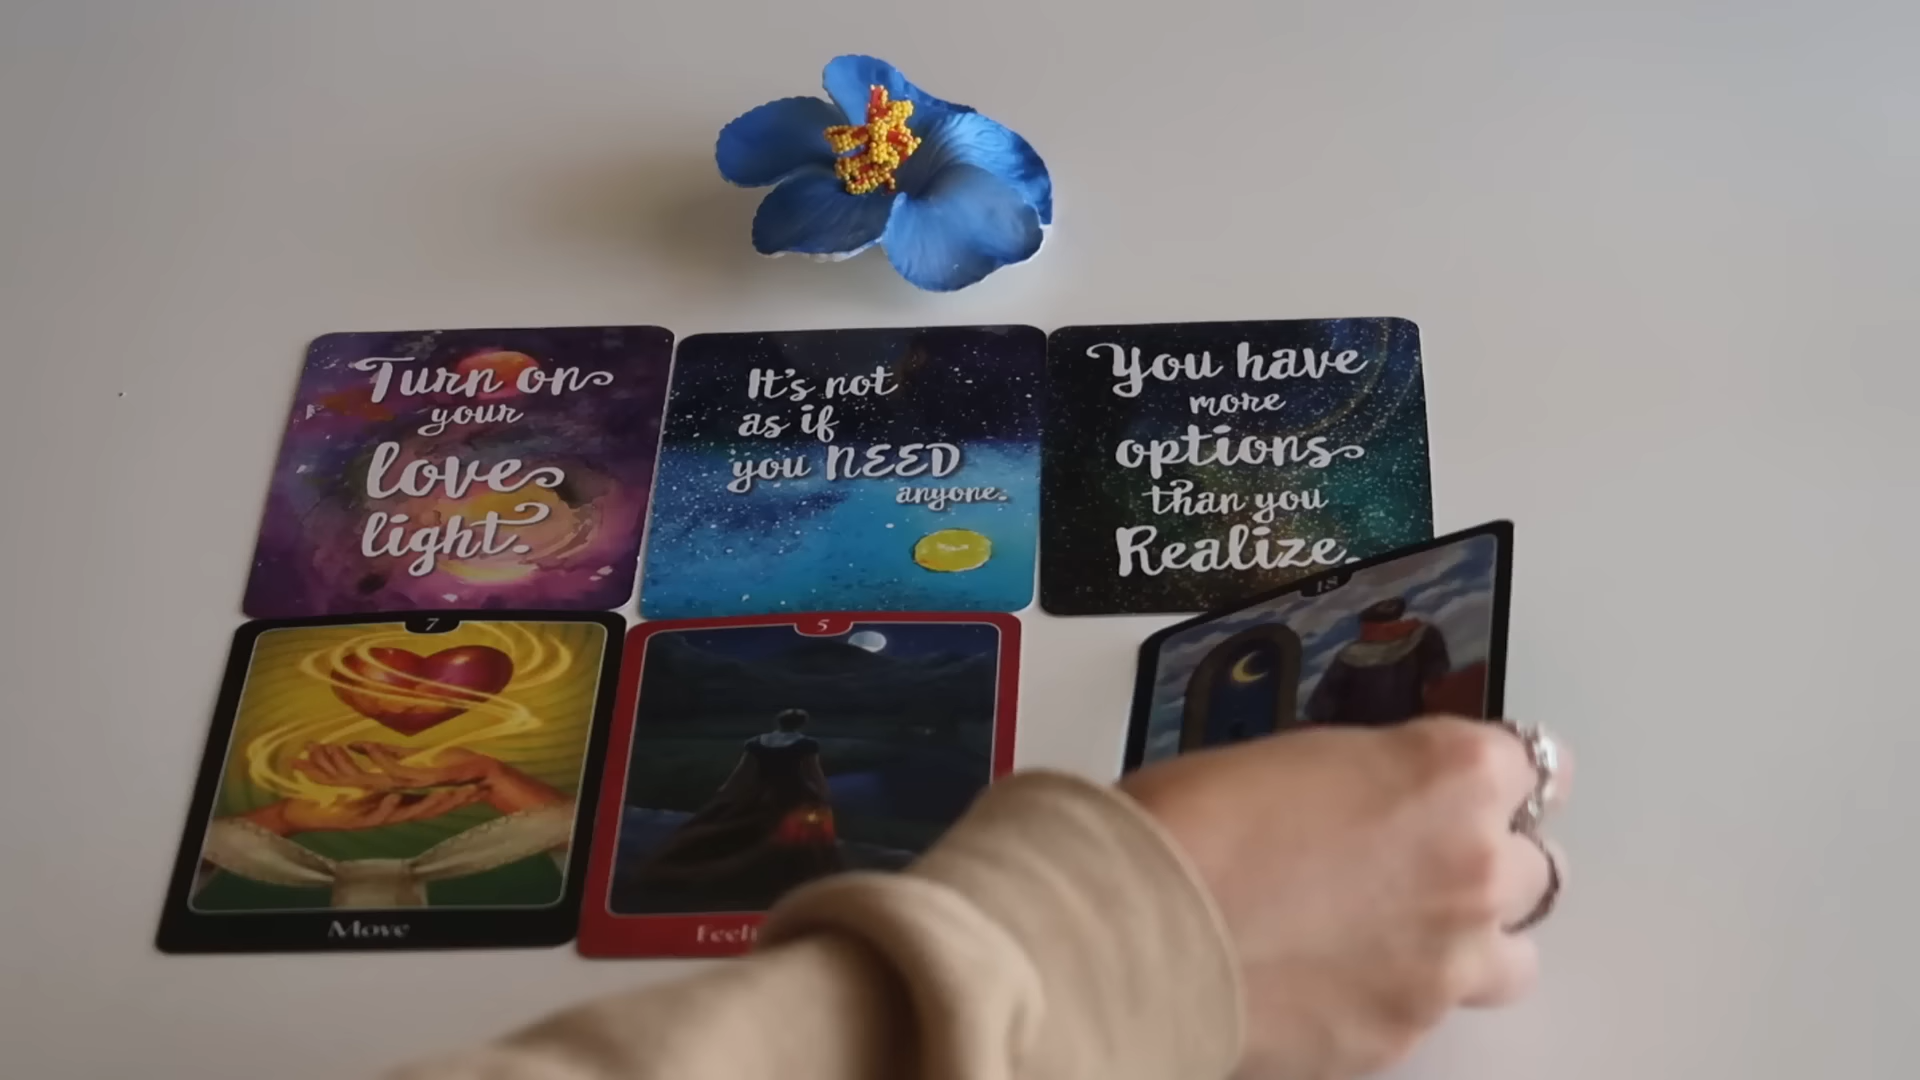 Turn on
your
love
light.
It's not
as if
you NEED
anyone.
You have
more
options
than you
Realize.
7
5
18
Move